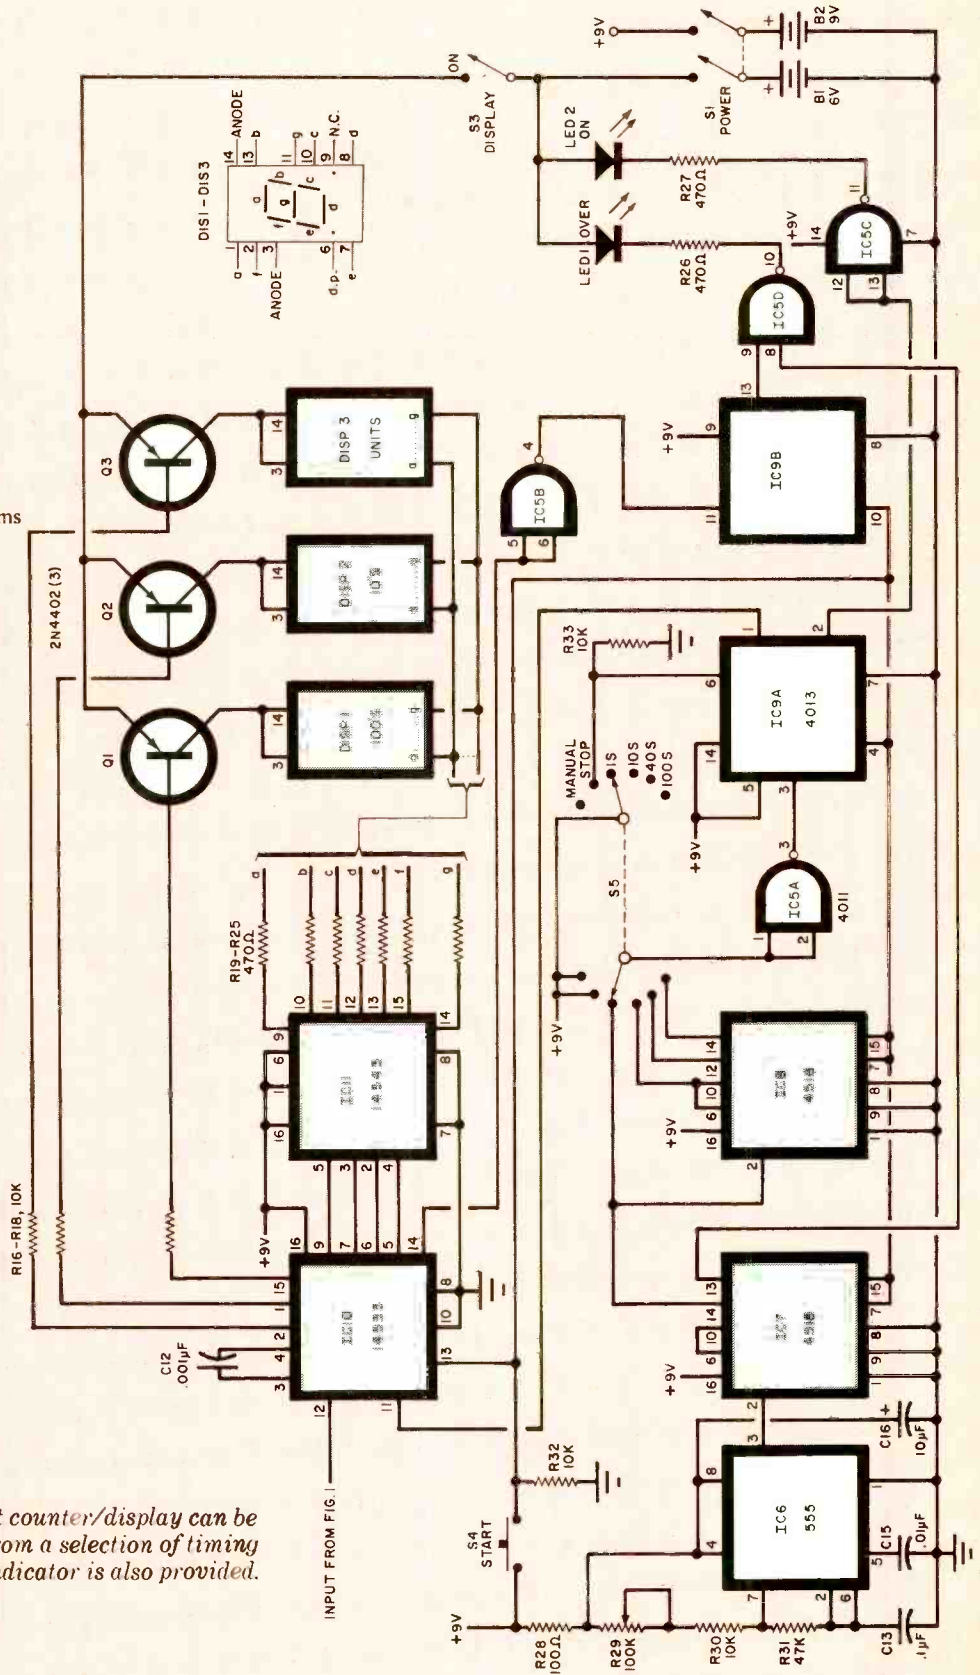 ms
t counter/display can be
rom a selection of timing
ndicator is also provided.
R16-R18, 10K
2N4402 (3)
Q1
Q2
Q3
C12
.001µF
3
4
2
1
15
12
INPUT FROM FIG. 1
11
13
10
8
16
9
7
6
5
14
IC10
14533
+9V
16
1
6
9
5
3
2
4
7
8
14
10
11
12
13
15
IC11
14543
R19-R25
470Ω
a
b
c
d
e
f
g
3
14
DISP 1
100'S
a
g
3
14
DISP 2
10'S
a
g
3
14
DISP 3
UNITS
a
g
DIS1 - DIS3
a
1
f
2
ANODE
3
d.p.
6
e
7
14
ANODE
13
b
11
g
10
c
9
N.C.
8
d
a
b
c
d
e
f
g
S3
DISPLAY
ON
+9V
S1
POWER
B1
6V
+
B2
9V
+
LED1 OVER
LED 2
ON
R26
470Ω
R27
470Ω
5
6
4
IC5B
9
8
10
IC5D
12
13
11
14
+9V
7
IC5C
+9V
9
11
13
10
8
IC9B
R33
10K
6
1
2
14
5
3
4
7
+9V
IC9A
4013
MANUAL
STOP
1S
10S
40S
100S
S5
+9V
1
2
3
IC5A
4011
+9V
16
6
10
12
14
2
1
9
8
7
15
IC8
4518
+9V
16
6
10
14
13
2
1
9
8
7
15
IC7
4518
S4
START
R32
10K
+9V
R28
100Ω
R29
100K
R30
10K
R31
47K
C13
.1µF
C15
.01µF
C16
10µF
+
4
8
7
2
6
5
1
3
IC6
555